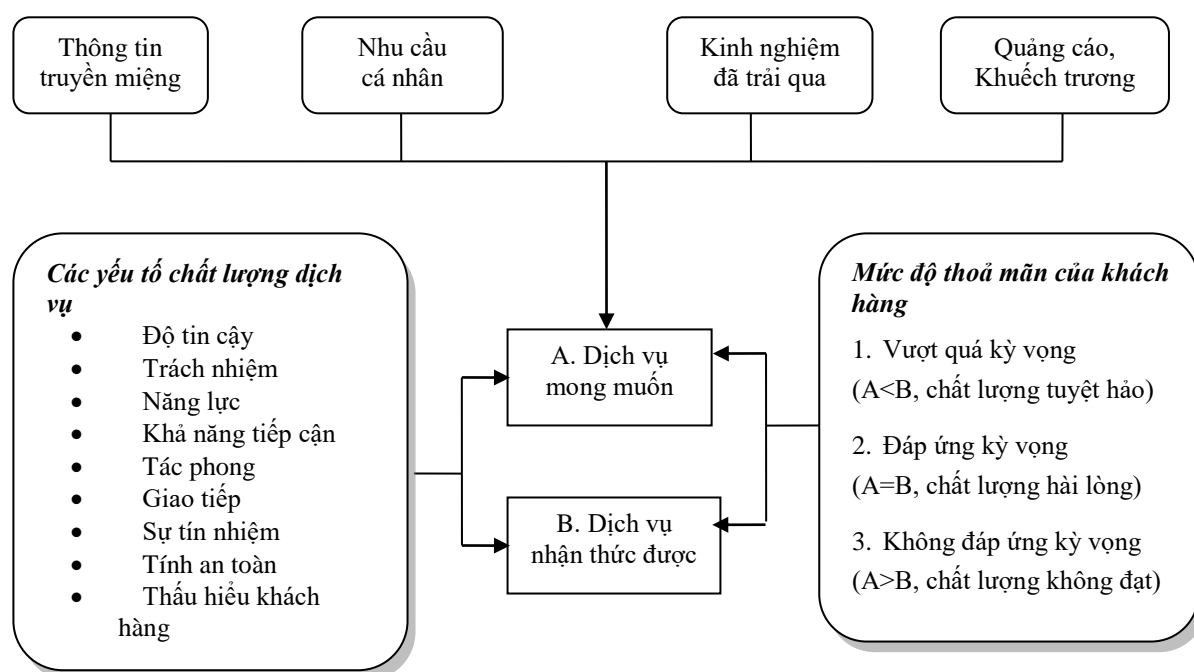 Thông tin
truyền miệng
Nhu cầu
cá nhân
Kinh nghiệm
đã trải qua
Quảng cáo,
Khuếch trương
Các yếu tố chất lượng dịch
vụ
• Độ tin cậy
• Trách nhiệm
• Năng lực
• Khả năng tiếp cận
• Tác phong
• Giao tiếp
• Sự tín nhiệm
• Tính an toàn
• Thấu hiểu khách
hàng
A. Dịch vụ
mong muốn
B. Dịch vụ
nhận thức được
Mức độ thoả mãn của khách
hàng
1. Vượt quá kỳ vọng
(A<B, chất lượng tuyệt hảo)
2. Đáp ứng kỳ vọng
(A=B, chất lượng hài lòng)
3. Không đáp ứng kỳ vọng
(A>B, chất lượng không đạt)